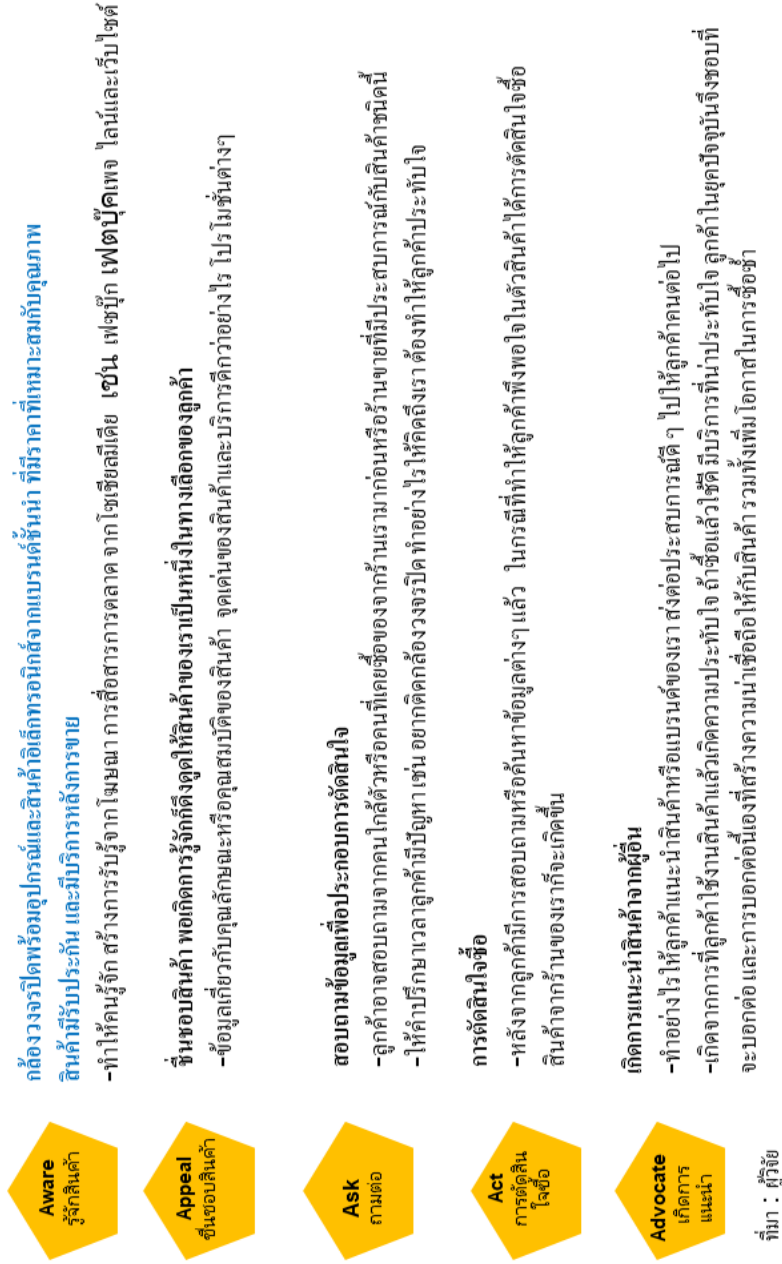 Aware
รู้จักสินค้า
กล้องวงจรปิดพร้อมอุปกรณ์และสินค้าอิเล็กทรอนิกส์จากแบรนด์ชั้นนำ ที่มีราคาที่เหมาะสมกับคุณภาพ
สินค้ามีรับประกัน และมีบริการหลังการขาย
-ทำให้คนรู้จัก สร้างการรับรู้จากโฆษณา การสื่อสารการตลาด จากโซเชียลมีเดีย เช่น เฟซบุ๊ก เฟตบุ๊คเพจ ไลน์และเว็บไซต์
Appeal
ชื่นชอบสินค้า
ชื่นชอบสินค้า พอเกิดการรู้จักก็ดึงดูดให้สินค้าของเราเป็นหนึ่งในทางเลือกของลูกค้า
-ข้อมูลเกี่ยวกับคุณลักษณะหรือคุณสมบัติของสินค้า จุดเด่นของสินค้าและบริการดีกว่าอย่างไร โปรโมชั่นต่างๆ
Ask
ถามต่อ
สอบถามข้อมูลเพื่อประกอบการตัดสินใจ
-ลูกค้าอาจสอบถามจากคนใกล้ตัวหรือคนที่เคยซื้อของจากร้านเรามาก่อนหรือร้านขายที่มีประสบการณ์กับสินค้าชนิดนี้
-ให้คำปรึกษาเวลาลูกค้ามีปัญหา เช่น อยากติดกล้องวงจรปิด ทำอย่างไรให้คิดถึงเรา ต้องทำให้ลูกค้าประทับใจ
Act
การตัดสิน
ใจซื้อ
การตัดสินใจซื้อ
-หลังจากลูกค้ามีการสอบถามหรือค้นหาข้อมูลต่างๆ แล้ว ในกรณีที่ทำให้ลูกค้าพึงพอใจในตัวสินค้าได้การตัดสินใจซื้อ
สินค้าจากร้านของเราก็จะเกิดขึ้น
Advocate
เกิดการ
แนะนำ
เกิดการแนะนำสินค้าจากผู้อื่น
-ทำอย่างไรให้ลูกค้าแนะนำสินค้าหรือแบรนด์ของเรา ส่งต่อประสบการณ์ดี ๆ ไปให้ลูกค้าคนต่อไป
-เกิดจากการที่ลูกค้าใช้งานสินค้าแล้วเกิดความประทับใจ ถ้าซื้อแล้วใช้ดี มีบริการที่น่าประทับใจ ลูกค้าในยุคปัจจุบันจึงชอบที่
จะบอกต่อ และการบอกต่อนี้เองที่สร้างความน่าเชื่อถือให้กับสินค้า รวมทั้งเพิ่มโอกาสในการซื้อซ้ำ
ที่มา : ผู้วิจัย